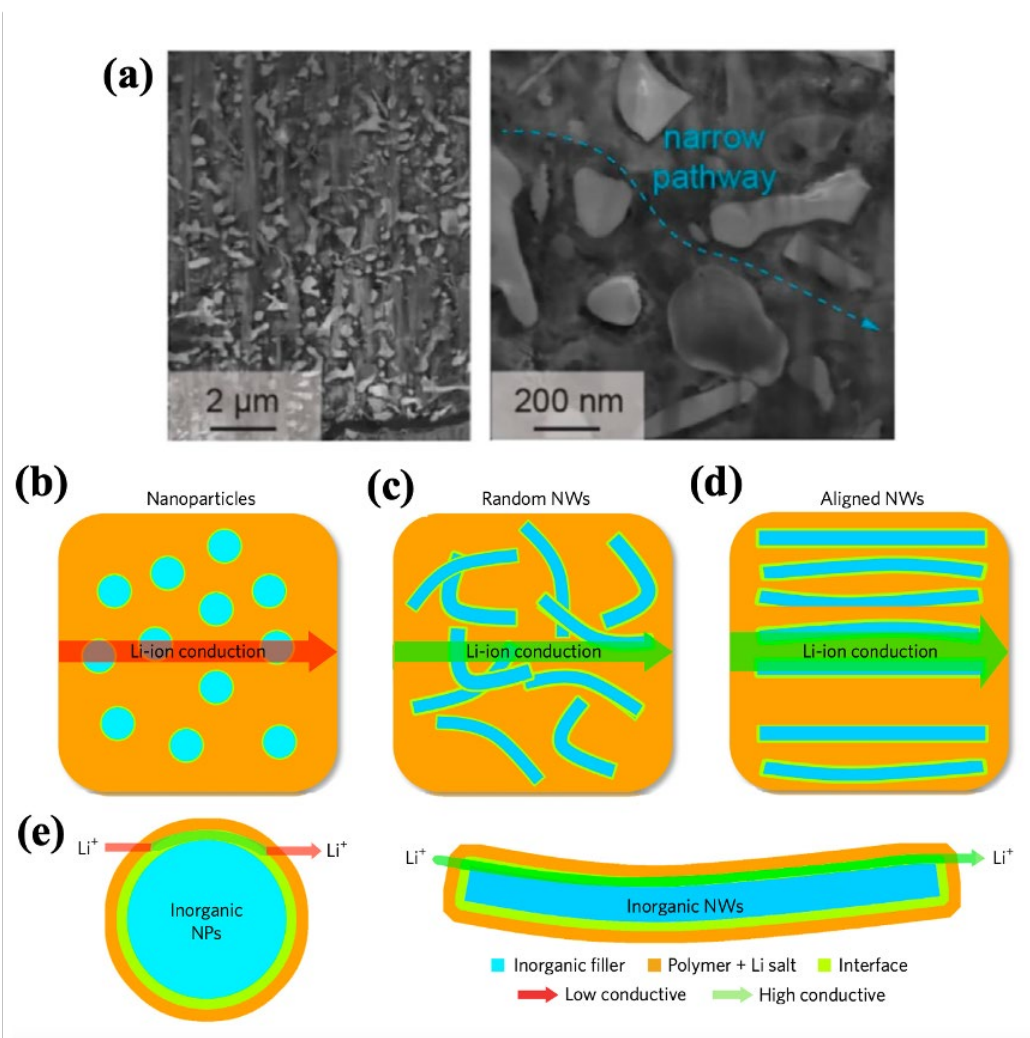 (a)
narrow
pathway
2 µm
200 nm
(b)
Nanoparticles
(c)
Random NWs
(d)
Aligned NWs
Li-ion conduction
Li-ion conduction
Li-ion conduction
(e)
Li⁺
Li⁺
Inorganic
NPs
Li⁺
Li⁺
Inorganic NWs
Inorganic filler
Polymer + Li salt
Interface
Low conductive
High conductive